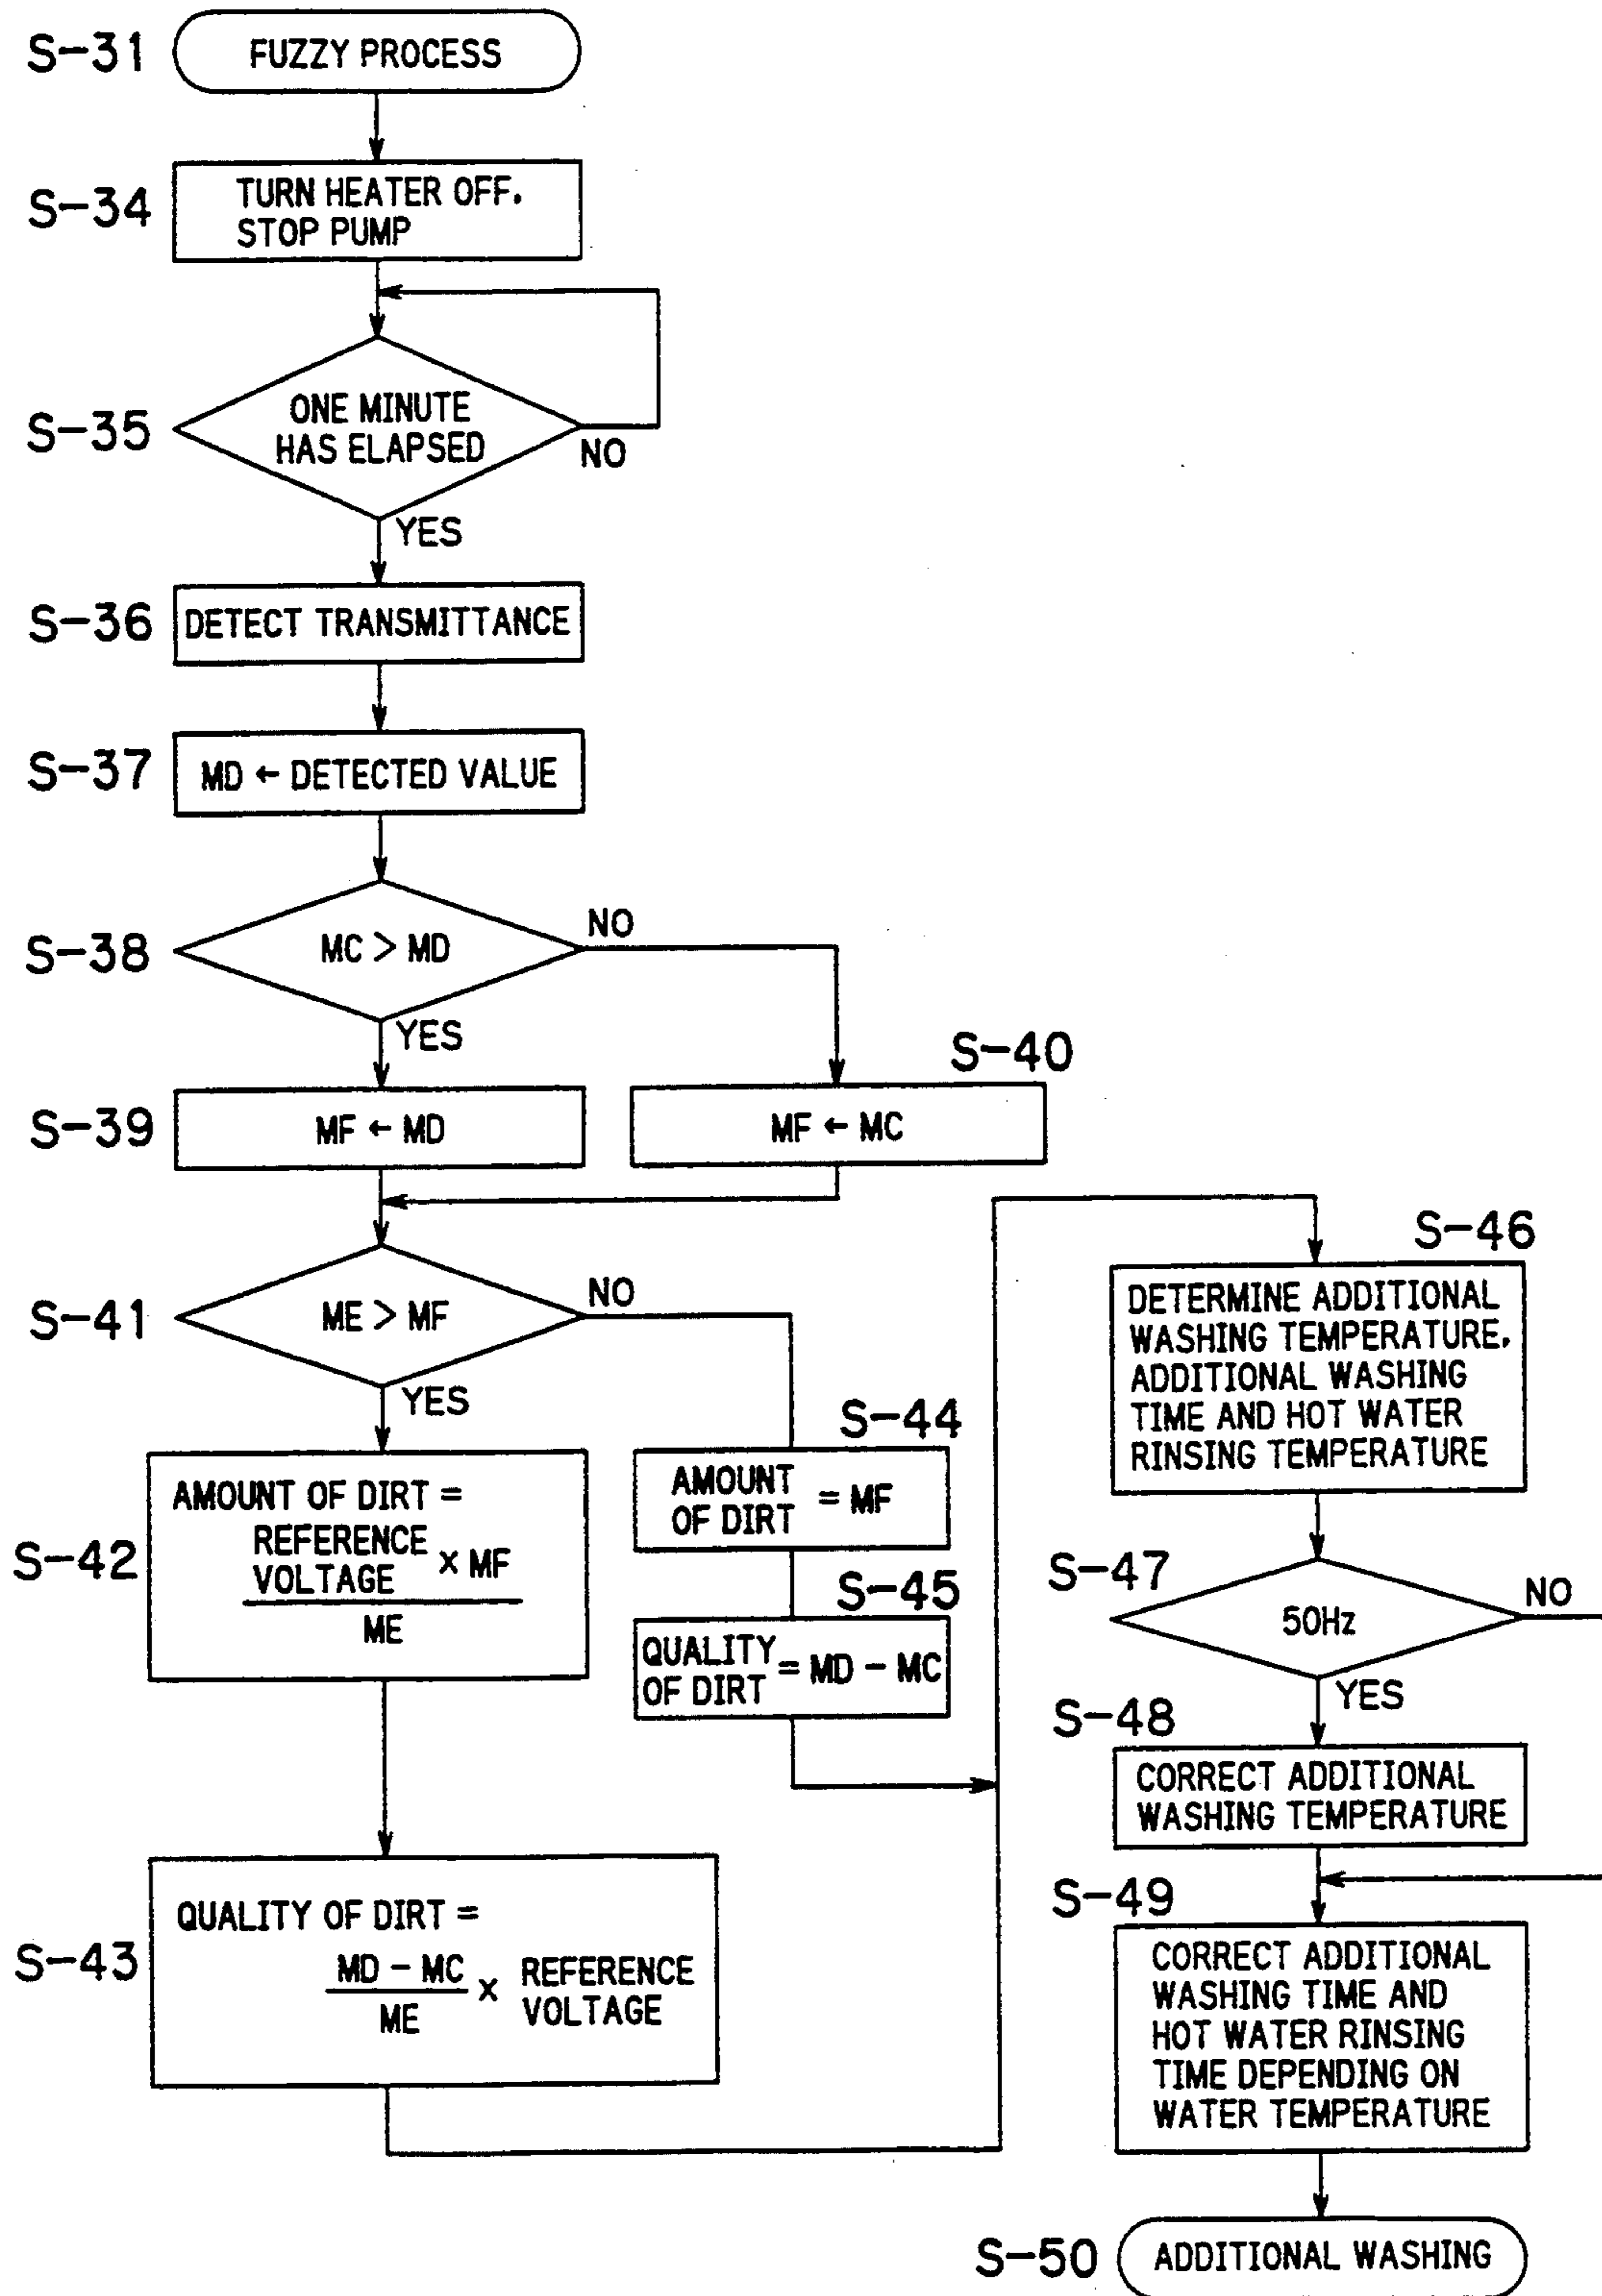 S-31
FUZZY PROCESS
S-34
TURN HEATER OFF.
STOP PUMP
S-35
ONE MINUTE
HAS ELAPSED
NO
YES
S-36
DETECT TRANSMITTANCE
S-37
MD ← DETECTED VALUE
S-38
MC > MD
NO
YES
S-39
MF ← MD
S-40
MF ← MC
S-41
ME > MF
NO
YES
S-42
AMOUNT OF DIRT =
REFERENCE
VOLTAGE × MF
ME
S-43
QUALITY OF DIRT =
MD - MC
ME
× REFERENCE
VOLTAGE
S-44
AMOUNT
OF DIRT = MF
S-45
QUALITY
OF DIRT = MD - MC
S-46
DETERMINE ADDITIONAL
WASHING TEMPERATURE.
ADDITIONAL WASHING
TIME AND HOT WATER
RINSING TEMPERATURE
S-47
50Hz
NO
YES
S-48
CORRECT ADDITIONAL
WASHING TEMPERATURE
S-49
CORRECT ADDITIONAL
WASHING TIME AND
HOT WATER RINSING
TIME DEPENDING ON
WATER TEMPERATURE
S-50
ADDITIONAL WASHING